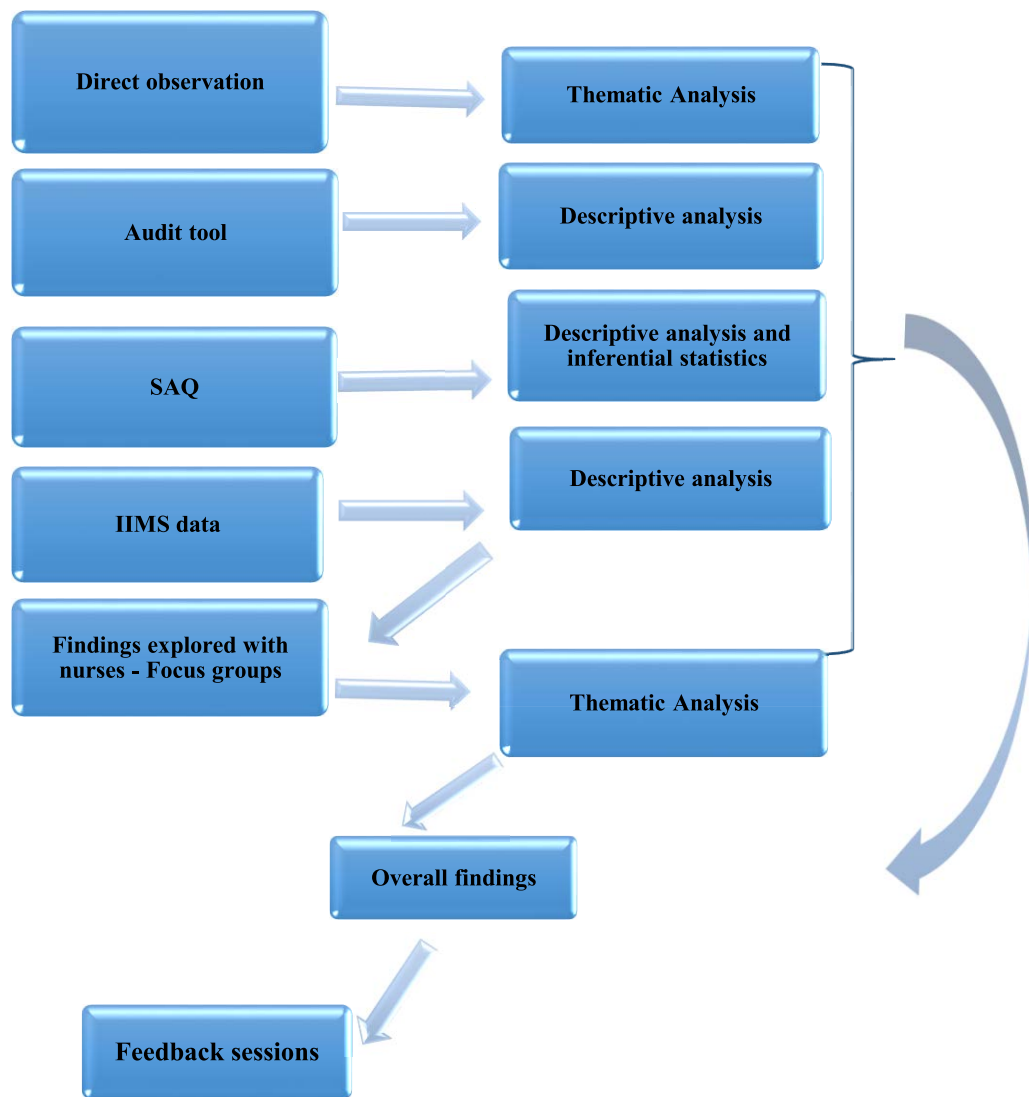 Direct observation
Thematic Analysis
Audit tool
Descriptive analysis
SAQ
Descriptive analysis and
inferential statistics
IIMS data
Descriptive analysis
Findings explored with
nurses - Focus groups
Thematic Analysis
Overall findings
Feedback sessions